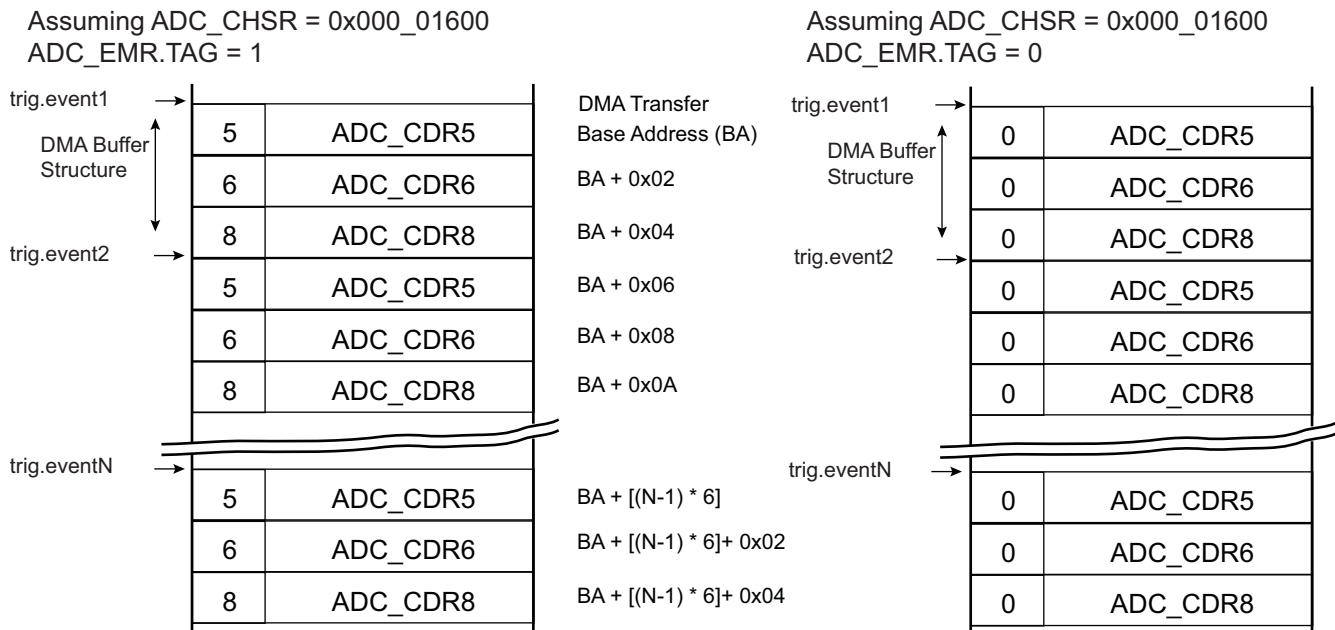 Assuming ADC_CHSR = 0x000_01600
ADC_EMR.TAG = 1
trig.event1
DMA Buffer
Structure
trig.event2
trig.eventN
5 ADC_CDR5
6 ADC_CDR6
8 ADC_CDR8
5 ADC_CDR5
6 ADC_CDR6
8 ADC_CDR8
5 ADC_CDR5
6 ADC_CDR6
8 ADC_CDR8
DMA Transfer
Base Address (BA)
BA + 0x02
BA + 0x04
BA + 0x06
BA + 0x08
BA + 0x0A
BA + [(N-1) * 6]
BA + [(N-1) * 6]+ 0x02
BA + [(N-1) * 6]+ 0x04
Assuming ADC_CHSR = 0x000_01600
ADC_EMR.TAG = 0
trig.event1
DMA Buffer
Structure
trig.event2
trig.eventN
0 ADC_CDR5
0 ADC_CDR6
0 ADC_CDR8
0 ADC_CDR5
0 ADC_CDR6
0 ADC_CDR8
0 ADC_CDR5
0 ADC_CDR6
0 ADC_CDR8